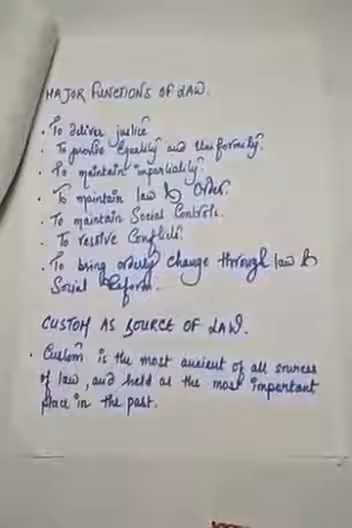 MAJOR FUNCTIONS OF LAW.
• To deliver justice
• To provide Equality and Uniformity.
• To maintain impartiality.
• To maintain law & Order.
• To maintain Social Control.
• To resolve Conflicts.
• To bring orderly change through law &
Social Reform.
CUSTOM AS SOURCE OF LAW.
• Custom is the most ancient of all sources
of law, and held at the most important
place in the past.